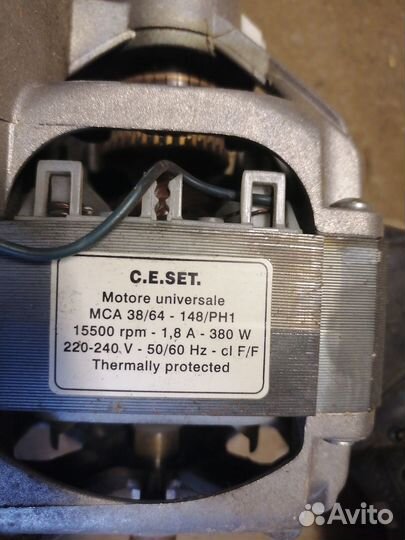 C.E.SET.
Motore universale
MCA 38/64 - 148/PH1
15500 rpm - 1,8 A - 380 W
220-240 V - 50/60 Hz - cl F/F
Thermally protected
Avito